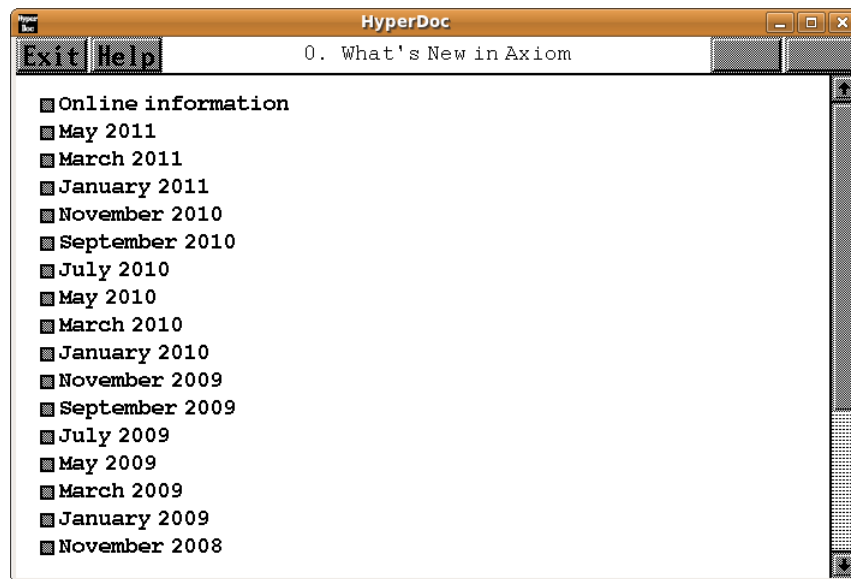 Hyper Doc
HyperDoc
Exit Help 0. What's New in Axiom
Online information
May 2011
March 2011
January 2011
November 2010
September 2010
July 2010
May 2010
March 2010
January 2010
November 2009
September 2009
July 2009
May 2009
March 2009
January 2009
November 2008